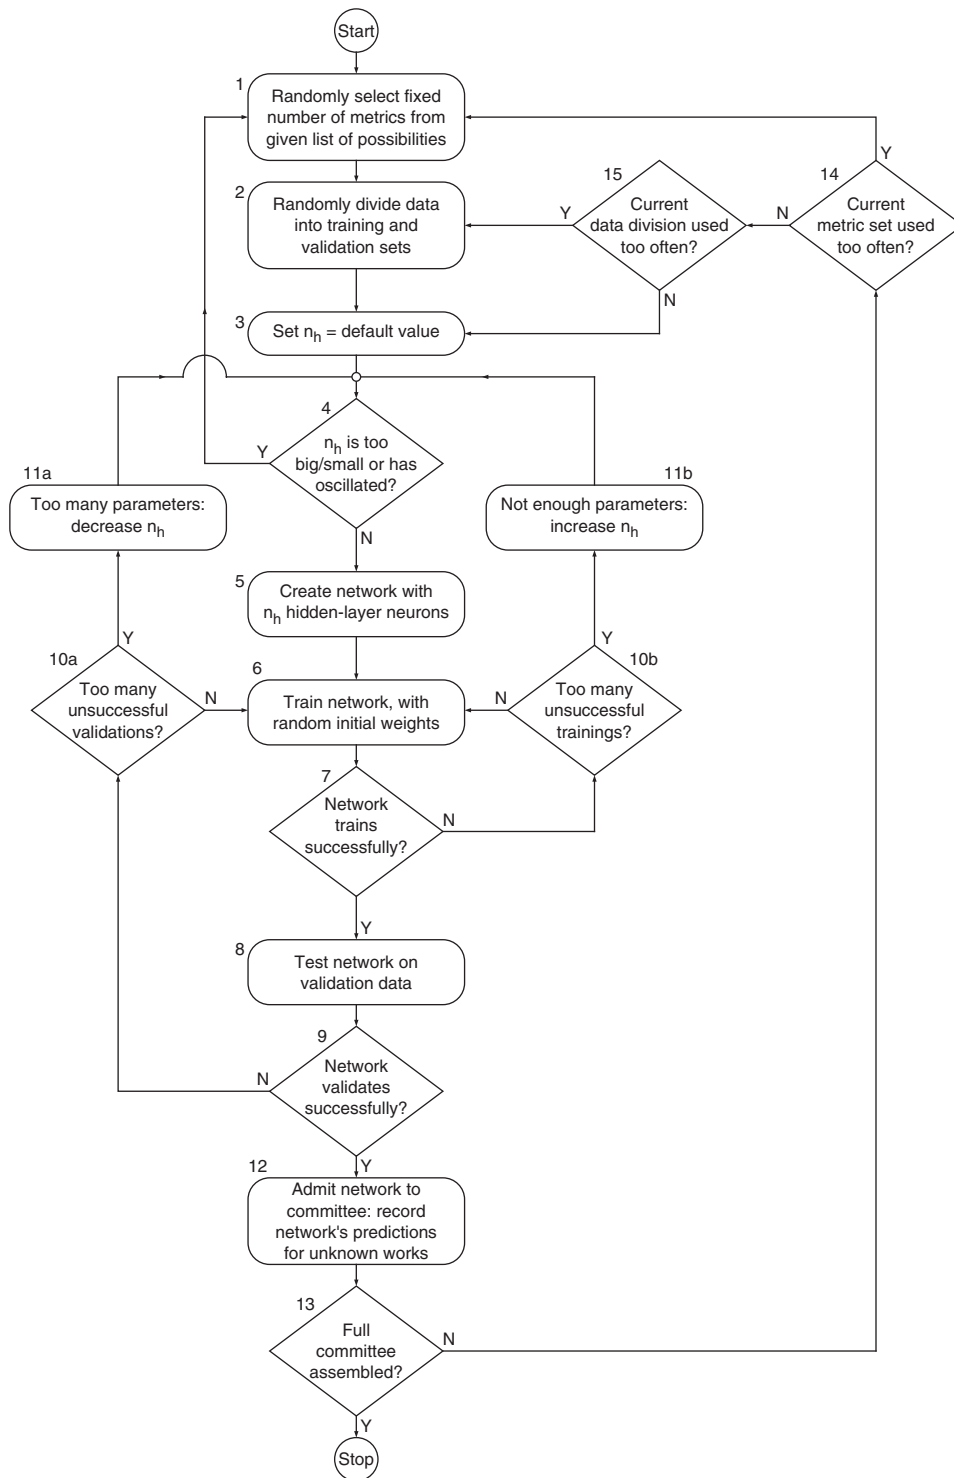 Start
1
Randomly select fixed
number of metrics from
given list of possibilities
Y
2
Randomly divide data
into training and
validation sets
Y
15
Current
data division used
too often?
N
14
Current
metric set used
too often?
N
3
Set nh = default value
4
nh is too
big/small or has
oscillated?
Y
N
11a
Too many parameters:
decrease nh
11b
Not enough parameters:
increase nh
5
Create network with
nh hidden-layer neurons
Y
10a
Too many
unsuccessful
validations?
N
6
Train network, with
random initial weights
N
Y
10b
Too many
unsuccessful
trainings?
7
Network
trains
successfully?
N
Y
8
Test network on
validation data
9
Network
validates
successfully?
N
Y
12
Admit network to
committee: record
network's predictions
for unknown works
13
Full
committee
assembled?
N
Y
Stop